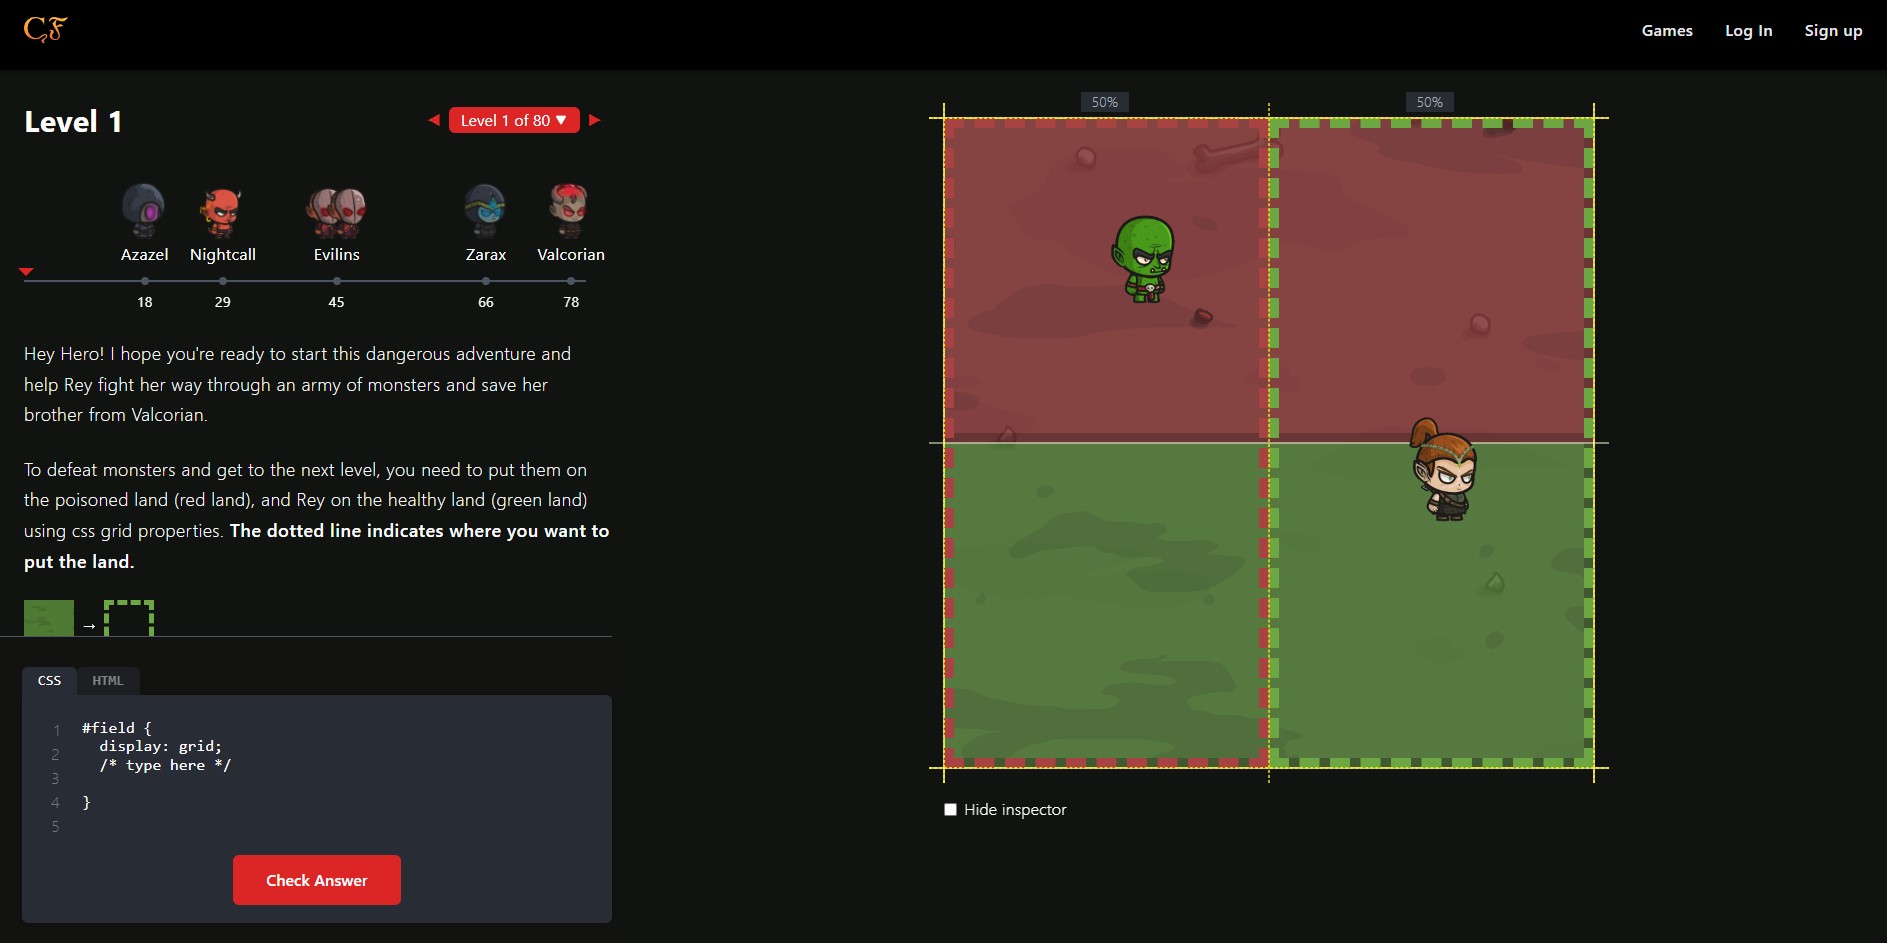 CF
Games
Log In
Sign up
Level 1
◀ Level 1 of 80 ▼ ▶
Azazel
Nightcall
Evilins
Zarax
Valcorian
18
29
45
66
78
Hey Hero! I hope you're ready to start this dangerous adventure and
help Rey fight her way through an army of monsters and save her
brother from Valcorian.
To defeat monsters and get to the next level, you need to put them on
the poisoned land (red land), and Rey on the healthy land (green land)
using css grid properties. The dotted line indicates where you want to
put the land.
→
CSS
HTML
1 #field {
2 display: grid;
3 /* type here */
4 }
5
Check Answer
50%
50%
Hide inspector